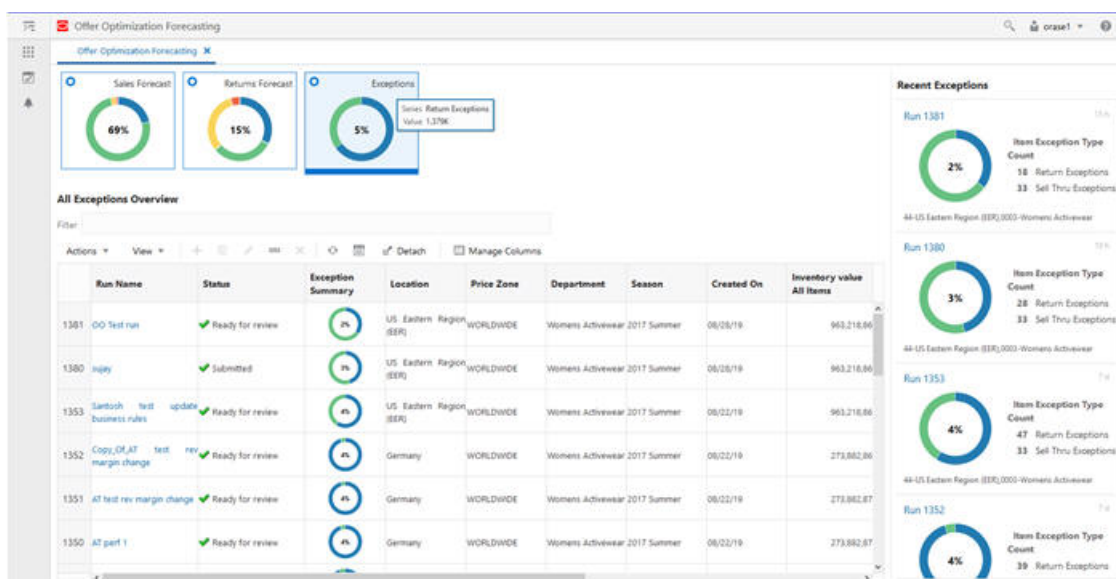 Offer Optimization Forecasting
orase1
Offer Optimization Forecasting
Sales Forecast
69%
Returns Forecast
15%
Exceptions
5%
Series Return Exceptions
Value 1,379K
All Exceptions Overview
Filter
Actions View Detach Manage Columns
Run Name Status Exception Summary Location Price Zone Department Season Created On Inventory value All Items
1381 OO Test run Ready for review 2% US Eastern Region (EER) WORLDWIDE Womens Activewear 2017 Summer 08/28/19 963,218,86
1380 sujay Submitted 3% US Eastern Region (EER) WORLDWIDE Womens Activewear 2017 Summer 08/28/19 963,218,86
1353 Santosh test update business rules Ready for review 4% US Eastern Region (EER) WORLDWIDE Womens Activewear 2017 Summer 08/22/19 963,218,86
1352 Copy_Of_AT test rev margin change Ready for review 4% Germany WORLDWIDE Womens Activewear 2017 Summer 08/22/19 273,882,86
1351 AT test rev margin change Ready for review 4% Germany WORLDWIDE Womens Activewear 2017 Summer 08/22/19 273,882,87
1350 AT perf 1 Ready for review 4% Germany WORLDWIDE Womens Activewear 2017 Summer 08/22/19 273,882,87
Recent Exceptions
Run 1381
2%
Item Exception Type
Count
18 Return Exceptions
33 Sell Thru Exceptions
44-US Eastern Region (EER),0003-Womens Activewear
Run 1380
3%
Item Exception Type
Count
28 Return Exceptions
33 Sell Thru Exceptions
44-US Eastern Region (EER),0003-Womens Activewear
Run 1353
7 d
4%
Item Exception Type
Count
47 Return Exceptions
33 Sell Thru Exceptions
44-US Eastern Region (EER),0003-Womens Activewear
Run 1352
7 d
4%
Item Exception Type
Count
39 Return Exceptions